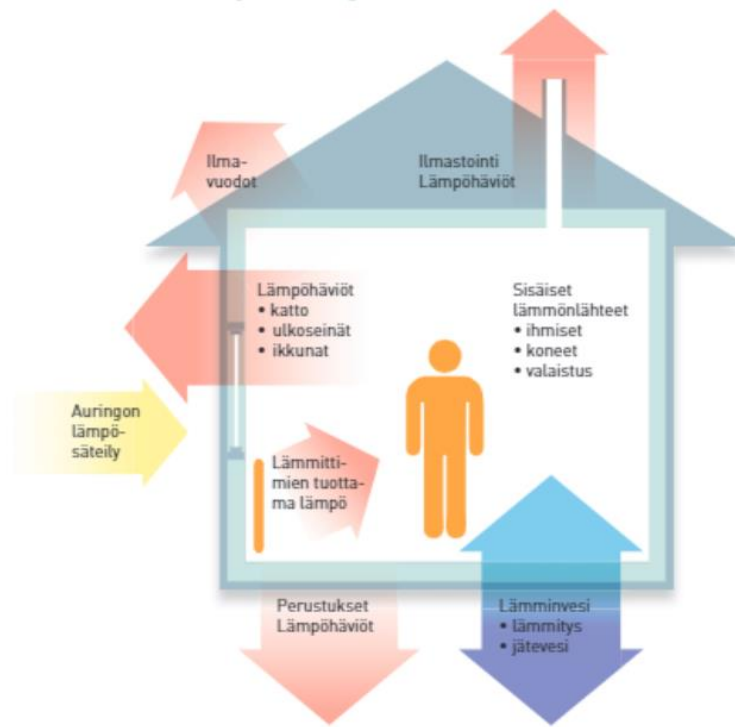 Ilma-
vuodot
Ilmastointi
Lämpöhäviöt
Lämpöhäviöt
• katto
• ulkoseinät
• ikkunat
Sisäiset
lämmönlähteet
• ihmiset
• koneet
• valaistus
Auringon
lämpö-
säteily
Lämmitti-
mien tuotta-
ma lämpö
Perustukset
Lämpöhäviöt
Lämminvesi
• lämmitys
• jätevesi